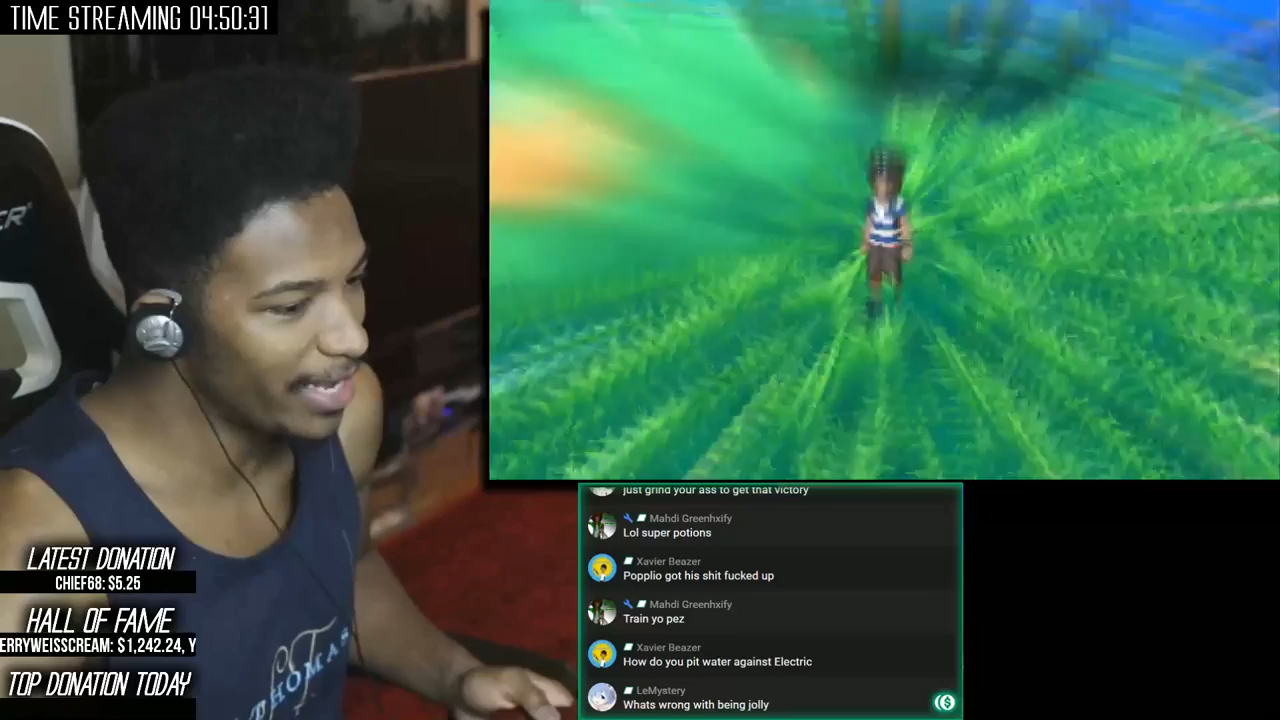 TIME STREAMING 04:50:31
CR
LATEST DONATION
CHIEF68: $5.25
HALL OF FAME
ERRYWEISSCREAM: $1,242.24, Y
TOP DONATION TODAY
THOMAS
just grind your ass to get that victory
Mahdi Greenhxify
Lol super potions
Xavier Beazer
Popplio got his shit fucked up
Mahdi Greenhxify
Train yo pez
Xavier Beazer
How do you pit water against Electric
LeMystery
Whats wrong with being jolly